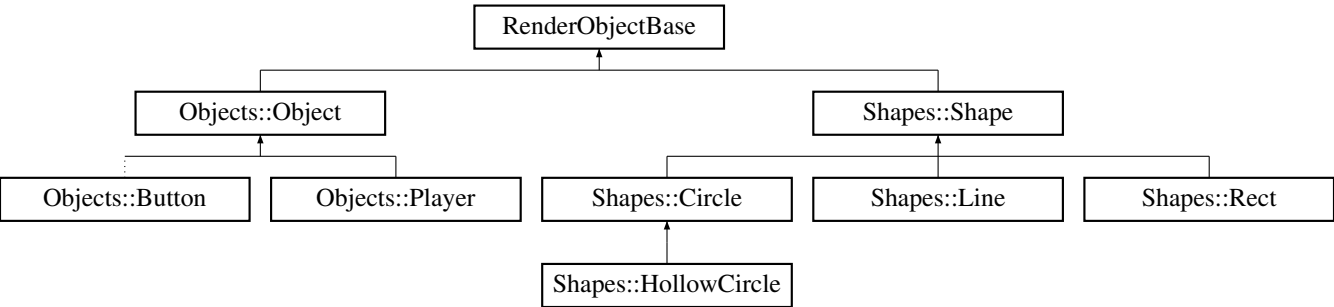 RenderObjectBase
Objects::Object
Shapes::Shape
Objects::Button
Objects::Player
Shapes::Circle
Shapes::Line
Shapes::Rect
Shapes::HollowCircle